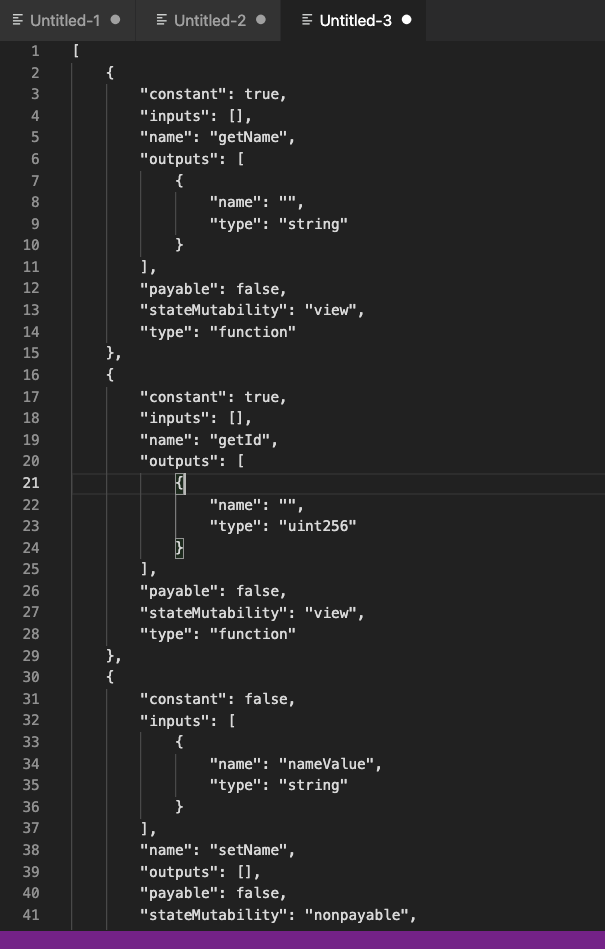 Untitled-1 Untitled-2 Untitled-3
1 [
2     {
3         "constant": true,
4         "inputs": [],
5         "name": "getName",
6         "outputs": [
7             {
8                 "name": "",
9                 "type": "string"
10             }
11         ],
12         "payable": false,
13         "stateMutability": "view",
14         "type": "function"
15     },
16     {
17         "constant": true,
18         "inputs": [],
19         "name": "getId",
20         "outputs": [
21             {
22                 "name": "",
23                 "type": "uint256"
24             }
25         ],
26         "payable": false,
27         "stateMutability": "view",
28         "type": "function"
29     },
30     {
31         "constant": false,
32         "inputs": [
33             {
34                 "name": "nameValue",
35                 "type": "string"
36             }
37         ],
38         "name": "setName",
39         "outputs": [],
40         "payable": false,
41         "stateMutability": "nonpayable",